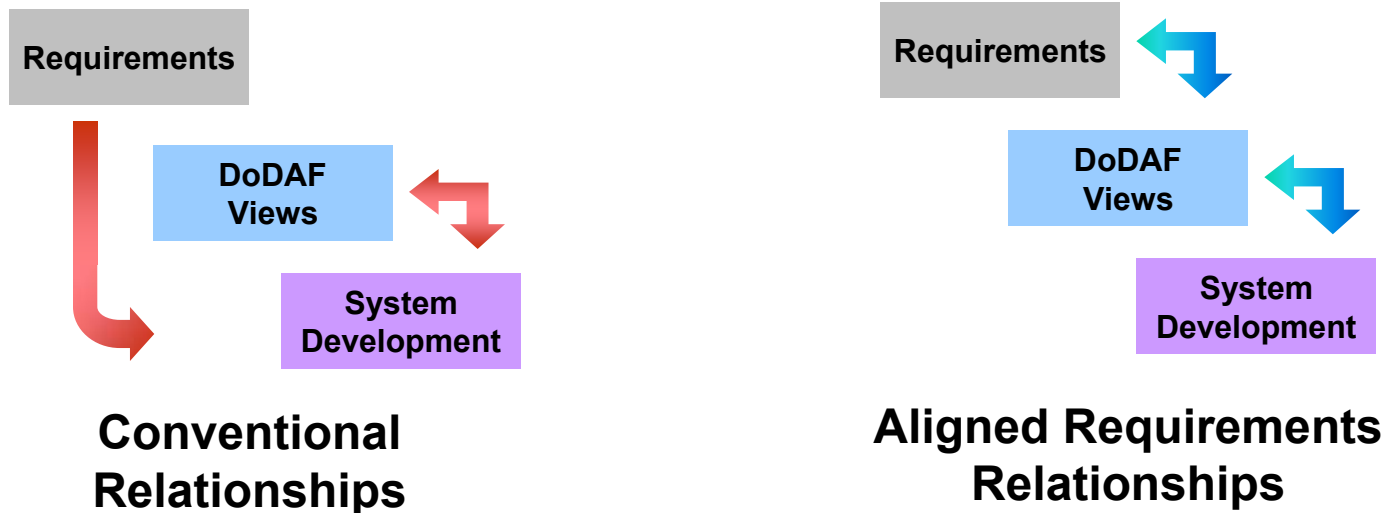 Requirements
DoDAF
Views
System
Development
Conventional
Relationships
Requirements
DoDAF
Views
System
Development
Aligned Requirements
Relationships